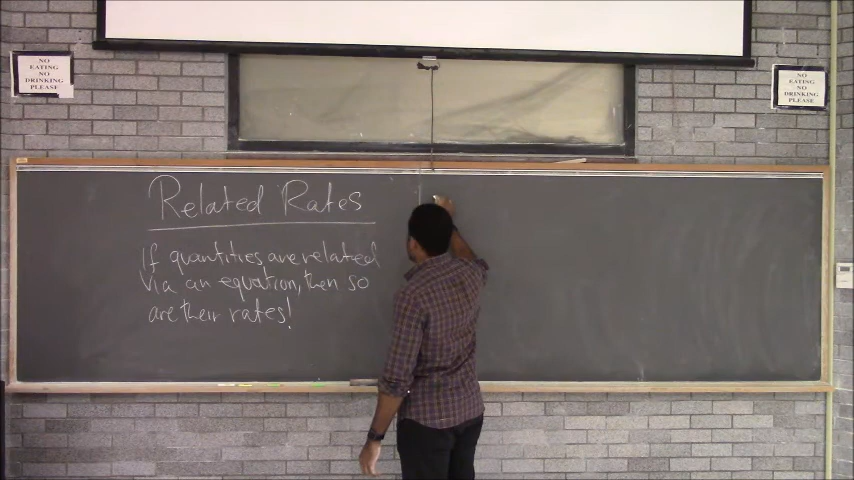 NO
EATING
NO
DRINKING
PLEASE
NO
EATING
NO
DRINKING
PLEASE
Related Rates
If quantities are related
via an equation, then so
are their rates!